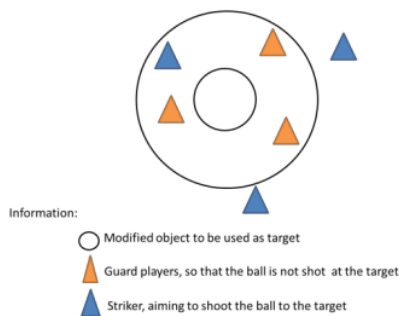 Information:
Modified object to be used as target
Guard players, so that the ball is not shot at the target
Striker, aiming to shoot the ball to the target